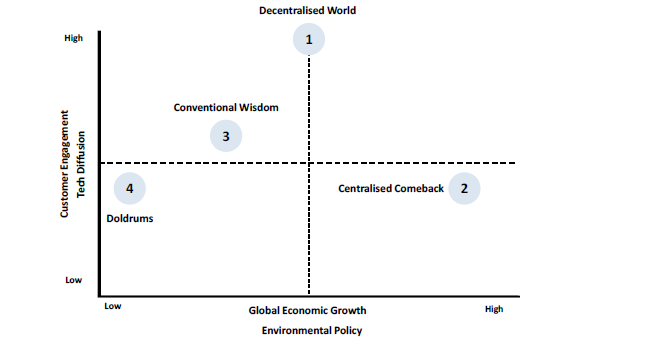 Decentralised World
High
1
Conventional Wisdom
3
Customer Engagement
Tech Diffusion
4
Centralised Comeback
2
Doldrums
Low
Low
Global Economic Growth
High
Environmental Policy